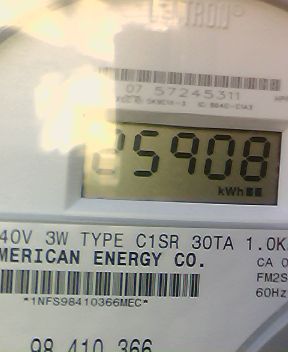 07 57245311
25908
kWh
40V 3W TYPE C1SR 30TA 1.0K
MERICAN ENERGY CO.
CA 0
FM2S
60Hz
*1NFS98410366MEC*
98 410 366